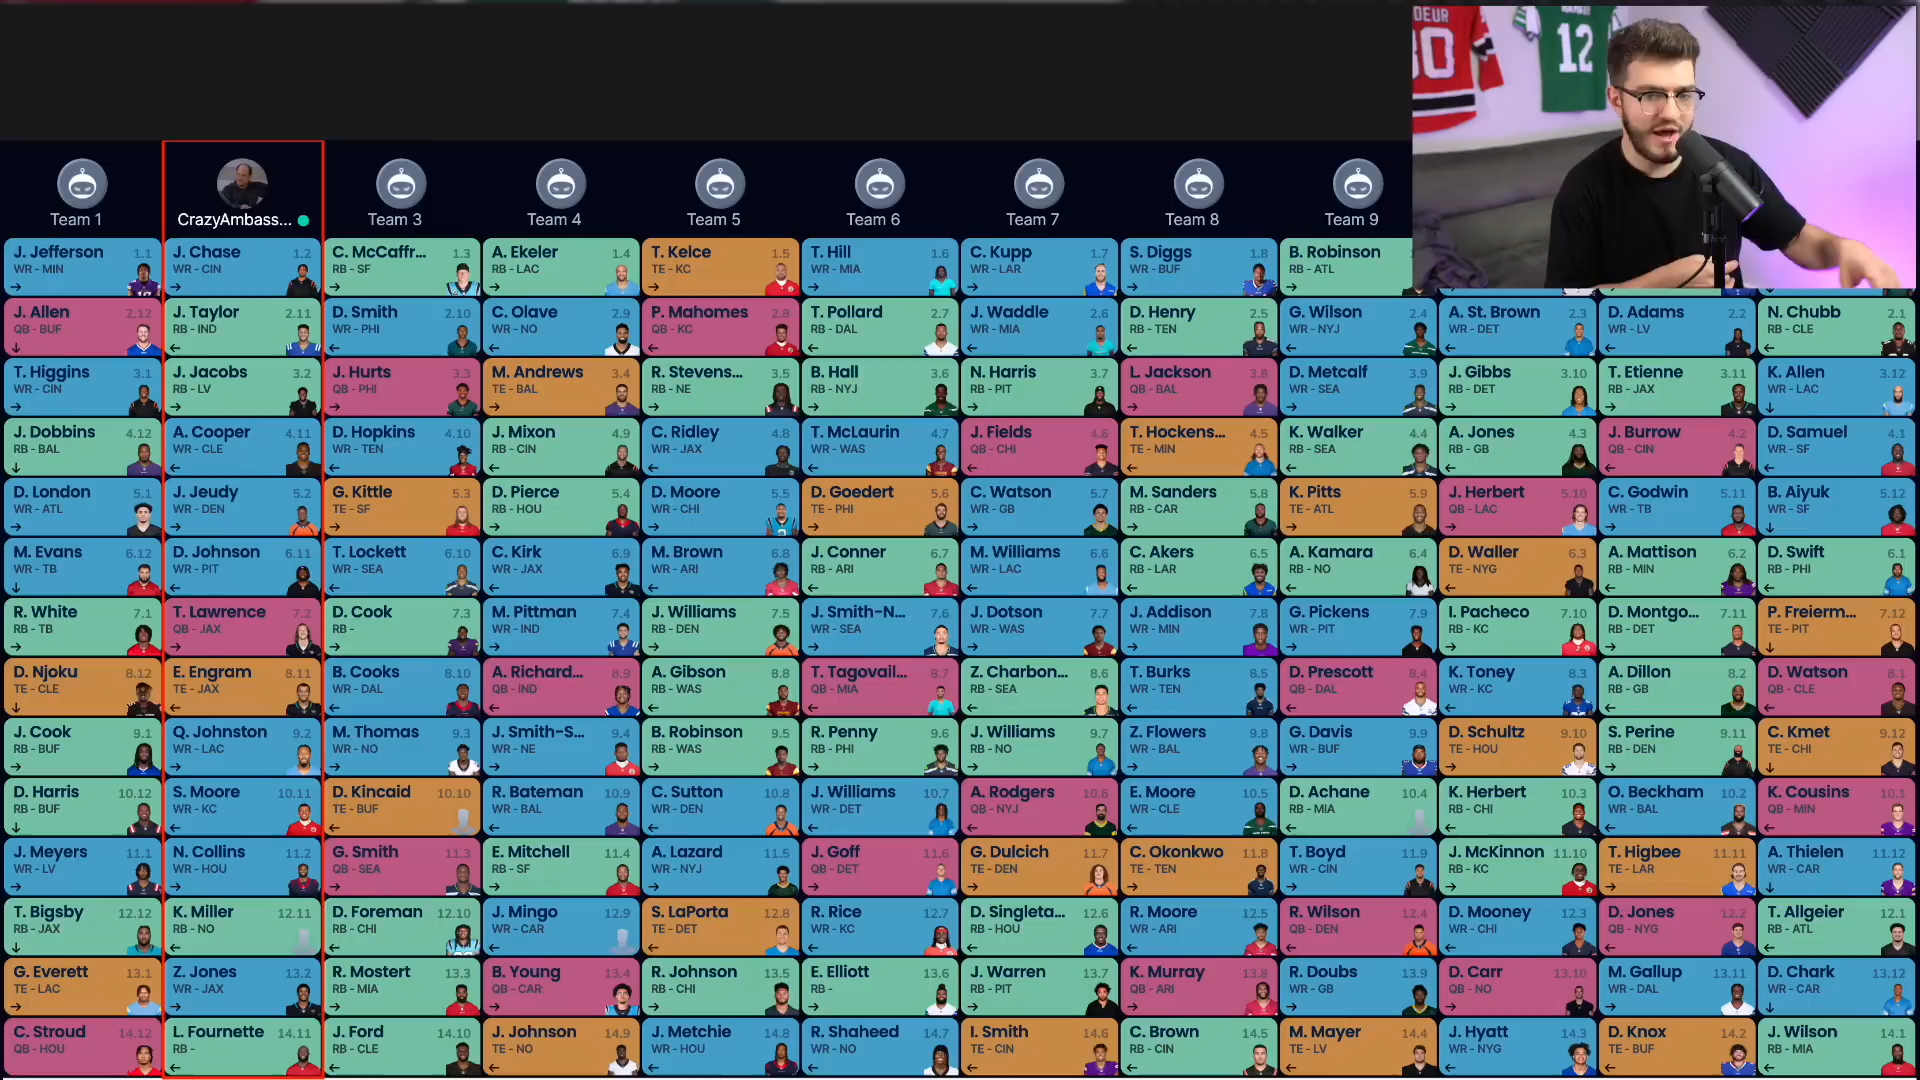 DEUR
30
12
Team 1
CrazyAmbass...
Team 3
Team 4
Team 5
Team 6
Team 7
Team 8
Team 9
J. Jefferson 1.1
WR - MIN
J. Chase 1.2
WR - CIN
C. McCaffr... 1.3
RB - SF
A. Ekeler 1.4
RB - LAC
T. Kelce 1.5
TE - KC
T. Hill 1.6
WR - MIA
C. Kupp 1.7
WR - LAR
S. Diggs 1.8
WR - BUF
B. Robinson
RB - ATL
J. Allen 2.12
QB - BUF
J. Taylor 2.11
RB - IND
D. Smith 2.10
WR - PHI
C. Olave 2.9
WR - NO
P. Mahomes 2.8
QB - KC
T. Pollard 2.7
RB - DAL
J. Waddle 2.6
WR - MIA
D. Henry 2.5
RB - TEN
G. Wilson 2.4
WR - NYJ
A. St. Brown 2.3
WR - DET
D. Adams 2.2
WR - LV
N. Chubb 2.1
RB - CLE
T. Higgins 3.1
WR - CIN
J. Jacobs 3.2
RB - LV
J. Hurts 3.3
QB - PHI
M. Andrews 3.4
TE - BAL
R. Stevens... 3.5
RB - NE
B. Hall 3.6
RB - NYJ
N. Harris 3.7
RB - PIT
L. Jackson 3.8
QB - BAL
D. Metcalf 3.9
WR - SEA
J. Gibbs 3.10
RB - DET
T. Etienne 3.11
RB - JAX
K. Allen 3.12
WR - LAC
J. Dobbins 4.12
RB - BAL
A. Cooper 4.11
WR - CLE
D. Hopkins 4.10
WR - TEN
J. Mixon 4.9
RB - CIN
C. Ridley 4.8
WR - JAX
T. McLaurin 4.7
WR - WAS
J. Fields 4.6
QB - CHI
T. Hockens... 4.5
TE - MIN
K. Walker 4.4
RB - SEA
A. Jones 4.3
RB - GB
J. Burrow 4.2
QB - CIN
D. Samuel 4.1
WR - SF
D. London 5.1
WR - ATL
J. Jeudy 5.2
WR - DEN
G. Kittle 5.3
TE - SF
D. Pierce 5.4
RB - HOU
D. Moore 5.5
WR - CHI
D. Goedert 5.6
TE - PHI
C. Watson 5.7
WR - GB
M. Sanders 5.8
RB - CAR
K. Pitts 5.9
TE - ATL
J. Herbert 5.10
QB - LAC
C. Godwin 5.11
WR - TB
B. Aiyuk 5.12
WR - SF
M. Evans 6.12
WR - TB
D. Johnson 6.11
WR - PIT
T. Lockett 6.10
WR - SEA
C. Kirk 6.9
WR - JAX
M. Brown 6.8
WR - ARI
J. Conner 6.7
RB - ARI
M. Williams 6.6
WR - LAC
C. Akers 6.5
RB - LAR
A. Kamara 6.4
RB - NO
D. Waller 6.3
TE - NYG
A. Mattison 6.2
RB - MIN
D. Swift 6.1
RB - PHI
R. White 7.1
RB - TB
T. Lawrence 7.2
QB - JAX
D. Cook 7.3
RB -
M. Pittman 7.4
WR - IND
J. Williams 7.5
RB - DEN
J. Smith-N... 7.6
WR - SEA
J. Dotson 7.7
WR - WAS
J. Addison 7.8
WR - MIN
G. Pickens 7.9
WR - PIT
I. Pacheco 7.10
RB - KC
D. Montgo... 7.11
RB - DET
P. Freierm... 7.12
TE - PIT
D. Njoku 8.12
TE - CLE
E. Engram 8.11
TE - JAX
B. Cooks 8.10
WR - DAL
A. Richard... 8.9
QB - IND
A. Gibson 8.8
RB - WAS
T. Tagovail... 8.7
QB - MIA
Z. Charbon... 8.6
RB - SEA
T. Burks 8.5
WR - TEN
D. Prescott 8.4
QB - DAL
K. Toney 8.3
WR - KC
A. Dillon 8.2
RB - GB
D. Watson 8.1
QB - CLE
J. Cook 9.1
RB - BUF
Q. Johnston 9.2
WR - LAC
M. Thomas 9.3
WR - NO
J. Smith-S... 9.4
WR - NE
B. Robinson 9.5
RB - WAS
R. Penny 9.6
RB - PHI
J. Williams 9.7
RB - NO
Z. Flowers 9.8
WR - BAL
G. Davis 9.9
WR - BUF
D. Schultz 9.10
TE - HOU
S. Perine 9.11
RB - DEN
C. Kmet 9.12
TE - CHI
D. Harris 10.12
RB - BUF
S. Moore 10.11
WR - KC
D. Kincaid 10.10
TE - BUF
R. Bateman 10.9
WR - BAL
C. Sutton 10.8
WR - DEN
J. Williams 10.7
WR - DET
A. Rodgers 10.6
QB - NYJ
E. Moore 10.5
WR - CLE
D. Achane 10.4
RB - MIA
K. Herbert 10.3
RB - CHI
O. Beckham 10.2
WR - BAL
K. Cousins 10.1
QB - MIN
J. Meyers 11.1
WR - LV
N. Collins 11.2
WR - HOU
G. Smith 11.3
QB - SEA
E. Mitchell 11.4
RB - SF
A. Lazard 11.5
WR - NYJ
J. Goff 11.6
QB - DET
G. Dulcich 11.7
TE - DEN
C. Okonkwo 11.8
TE - TEN
T. Boyd 11.9
WR - CIN
J. McKinnon 11.10
RB - KC
T. Higbee 11.11
TE - LAR
A. Thielen 11.12
WR - CAR
T. Bigsby 12.12
RB - JAX
K. Miller 12.11
RB - NO
D. Foreman 12.10
RB - CHI
J. Mingo 12.9
WR - CAR
S. LaPorta 12.8
TE - DET
R. Rice 12.7
WR - KC
D. Singleta... 12.6
RB - HOU
R. Moore 12.5
WR - ARI
R. Wilson 12.4
QB - DEN
D. Mooney 12.3
WR - CHI
D. Jones 12.2
QB - NYG
T. Allgeier 12.1
RB - ATL
G. Everett 13.1
TE - LAC
Z. Jones 13.2
WR - JAX
R. Mostert 13.3
RB - MIA
B. Young 13.4
QB - CAR
R. Johnson 13.5
RB - CHI
E. Elliott 13.6
RB -
J. Warren 13.7
RB - PIT
K. Murray 13.8
QB - ARI
R. Doubs 13.9
WR - GB
D. Carr 13.10
QB - NO
M. Gallup 13.11
WR - DAL
D. Chark 13.12
WR - CAR
C. Stroud 14.12
QB - HOU
L. Fournette 14.11
RB -
J. Ford 14.10
RB - CLE
J. Johnson 14.9
TE - NO
J. Metchie 14.8
WR - HOU
R. Shaheed 14.7
WR - NO
I. Smith 14.6
TE - CIN
C. Brown 14.5
RB - CIN
M. Mayer 14.4
TE - LV
J. Hyatt 14.3
WR - NYG
D. Knox 14.2
TE - BUF
J. Wilson 14.1
RB - MIA